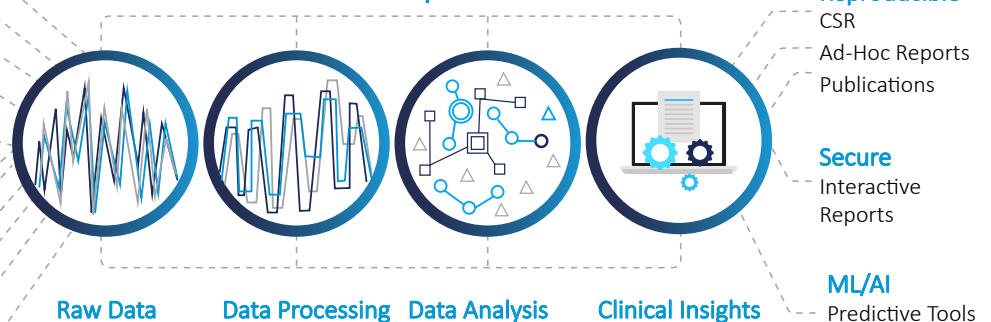 CSR
Ad-Hoc Reports
Publications
Secure
Interactive
Reports
ML/AI
Predictive Tools
Raw Data
Data Processing
Data Analysis
Clinical Insights